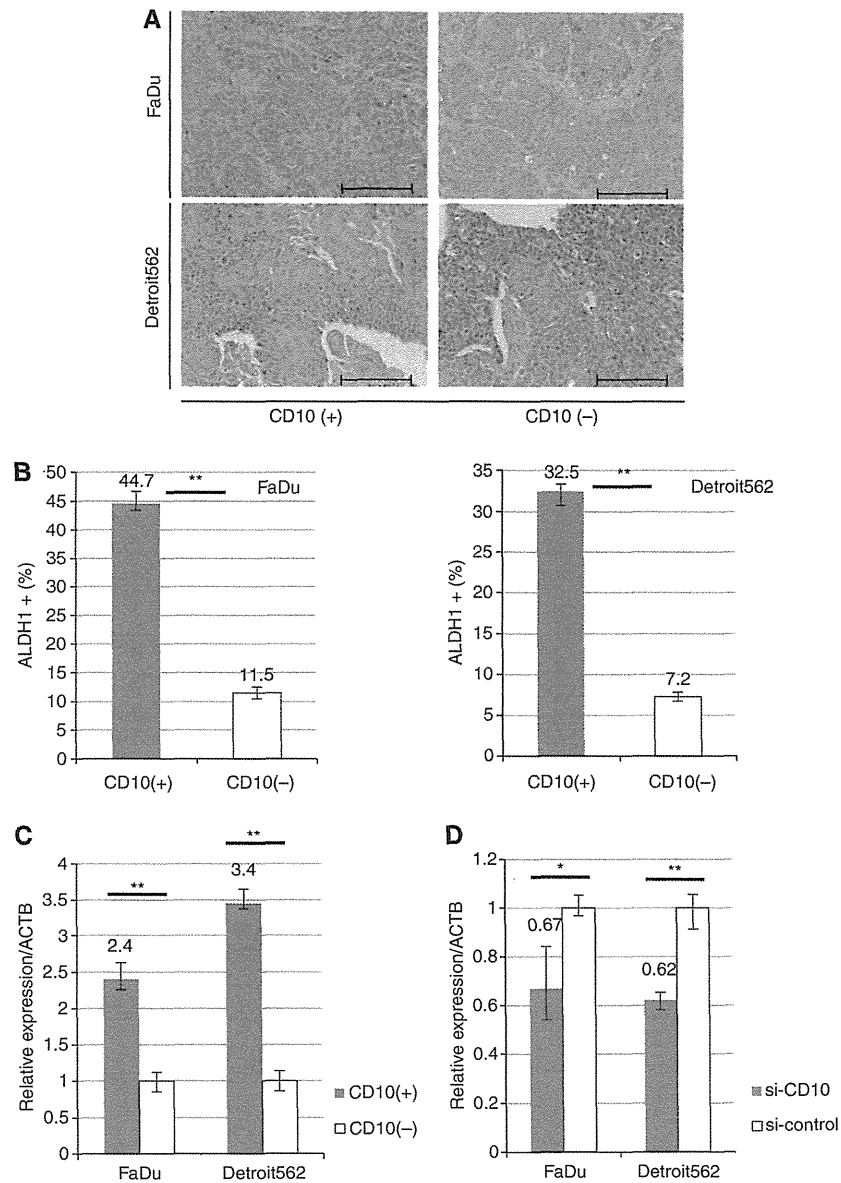 A
FaDu
Detroit562
CD10 (+)
CD10 (–)
B
50
45
40
35
30
25
20
15
10
5
0
ALDH1 + (%)
44.7
**
FaDu
11.5
CD10(+)
CD10(–)
35
30
25
20
15
10
5
0
ALDH1 + (%)
32.5
**
Detroit562
7.2
CD10(+)
CD10(–)
C
4
3.5
3
2.5
2
1.5
1
0.5
0
Relative expression/ACTB
**
2.4
**
3.4
FaDu
Detroit562
CD10(+)
CD10(–)
D
1.2
1
0.8
0.6
0.4
0.2
0
Relative expression/ACTB
*
0.67
**
0.62
FaDu
Detroit562
si-CD10
si-control